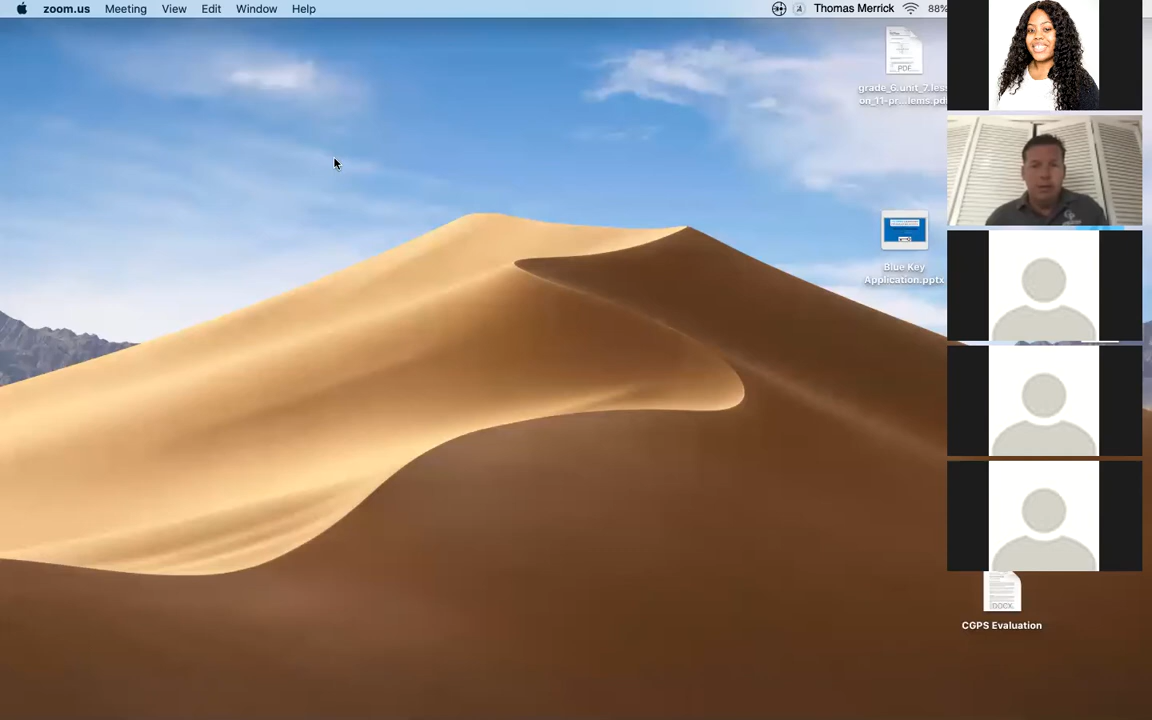 zoom.us Meeting View Edit Window Help Thomas Merrick 88%
PDF
grade_6.unit_7.less
on_11-pr...lems.pdf
Blue Key
Application.pptx
DOCX
CGPS Evaluation